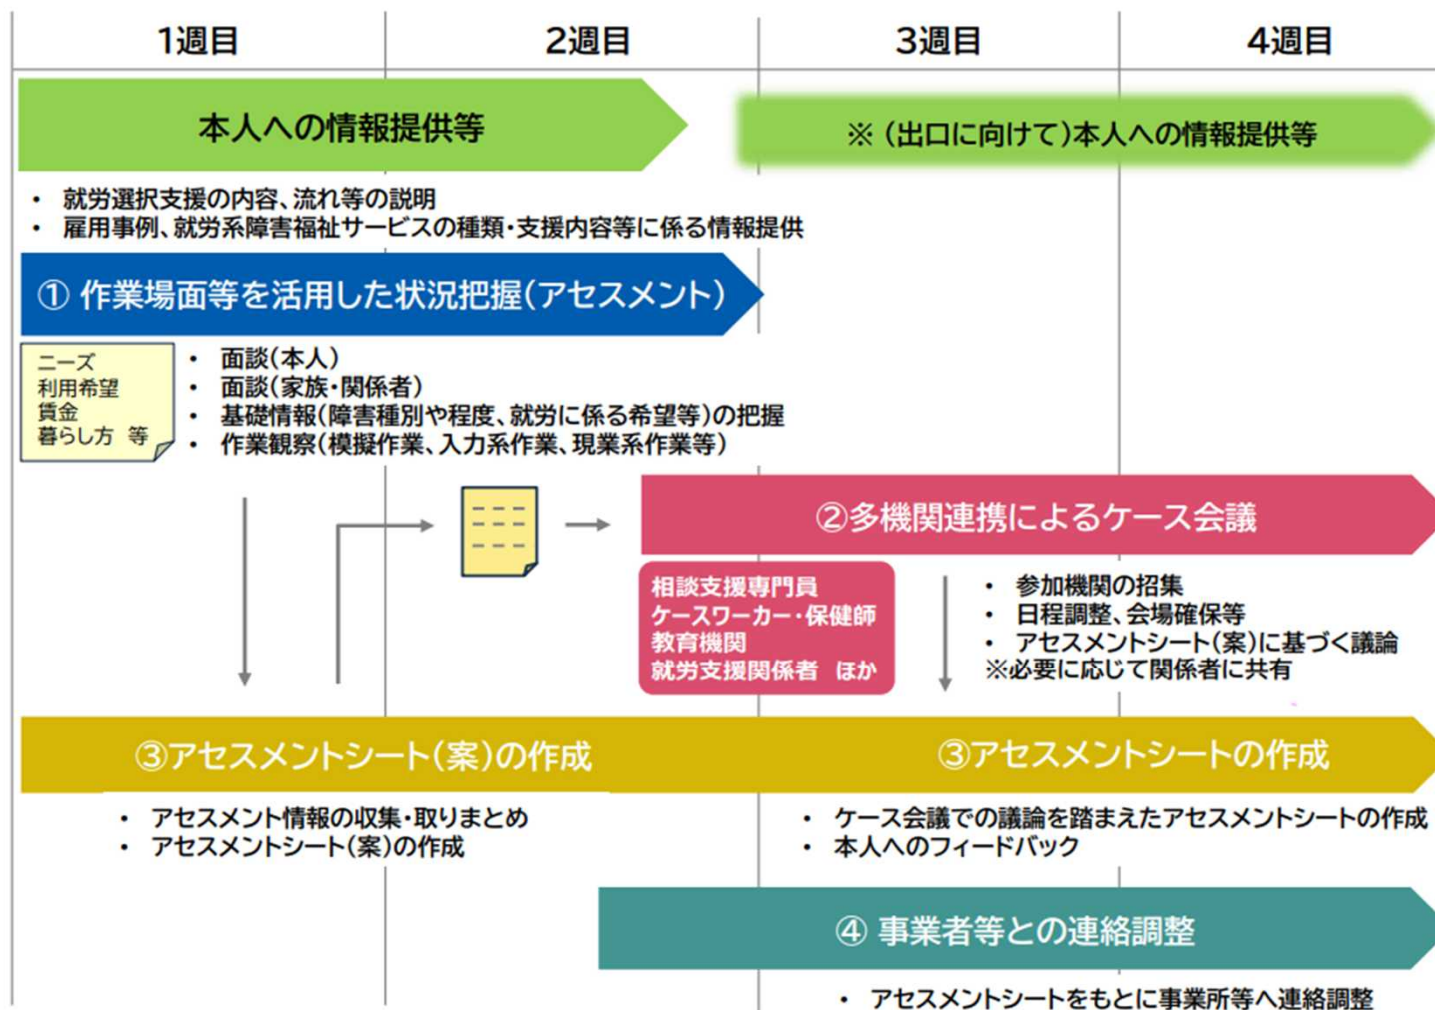 1週目
2週目
3週目
4週目
本人への情報提供等
※（出口に向けて）本人への情報提供等
・ 就労選択支援の内容、流れ等の説明
・ 雇用事例、就労系障害福祉サービスの種類・支援内容等に係る情報提供
① 作業場面等を活用した状況把握（アセスメント）
ニーズ
利用希望
賃金
暮らし方 等
・ 面談（本人）
・ 面談（家族・関係者）
・ 基礎情報（障害種別や程度、就労に係る希望等）の把握
・ 作業観察（模擬作業、入力系作業、現業系作業等）
②多機関連携によるケース会議
相談支援専門員
ケースワーカー・保健師
教育機関
就労支援関係者 ほか
・ 参加機関の招集
・ 日程調整、会場確保等
・ アセスメントシート（案）に基づく議論
※必要に応じて関係者に共有
③アセスメントシート（案）の作成
③アセスメントシートの作成
・ アセスメント情報の収集・取りまとめ
・ アセスメントシート（案）の作成
・ ケース会議での議論を踏まえたアセスメントシートの作成
・ 本人へのフィードバック
④ 事業者等との連絡調整
・ アセスメントシートをもとに事業所等へ連絡調整